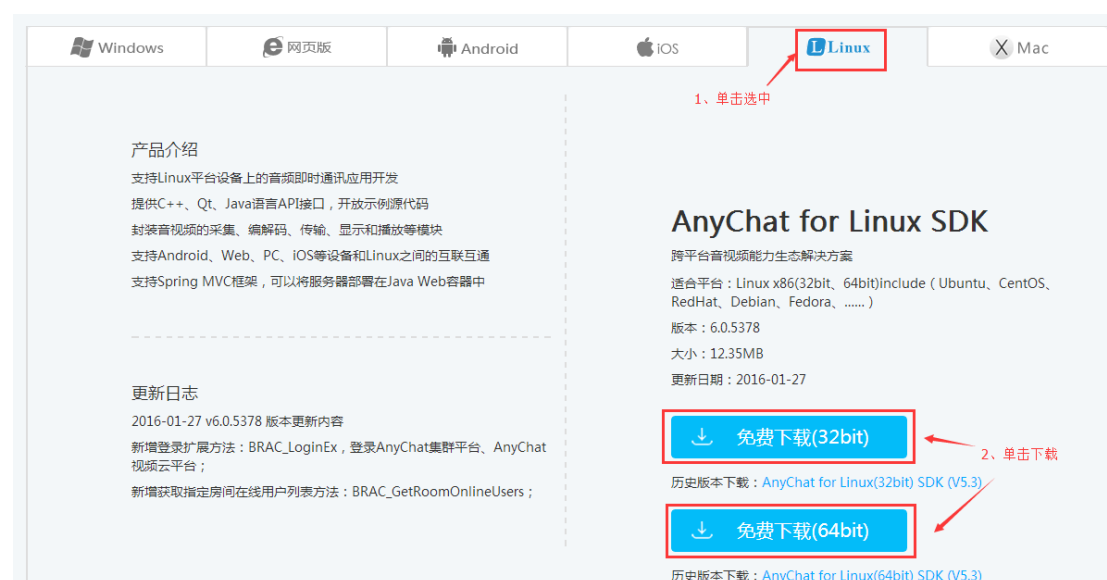 Windows
网页版
Android
iOS
Linux
Mac
1、单击选中
产品介绍
支持Linux平台设备上的音频即时通讯应用开发
提供C++、Qt、Java语言API接口，开放示例源代码
封装音视频的采集、编解码、传输、显示和播放等模块
支持Android、Web、PC、iOS等设备和Linux之间的互联互通
支持Spring MVC框架，可以将服务器部署在Java Web容器中
更新日志
2016-01-27 v6.0.5378 版本更新内容
新增登录扩展方法：BRAC_LoginEx，登录AnyChat集群平台、AnyChat
视频云平台；
新增获取指定房间在线用户列表方法：BRAC_GetRoomOnlineUsers；
AnyChat for Linux SDK
跨平台音视频能力生态解决方案
适合平台：Linux x86(32bit、64bit)include（Ubuntu、CentOS、
RedHat、Debian、Fedora、......）
版本：6.0.5378
大小：12.35MB
更新日期：2016-01-27
免费下载(32bit)
2、单击下载
历史版本下载：AnyChat for Linux(32bit) SDK (V5.3)
免费下载(64bit)
历史版本下载：AnyChat for Linux(64bit) SDK (V5.3)